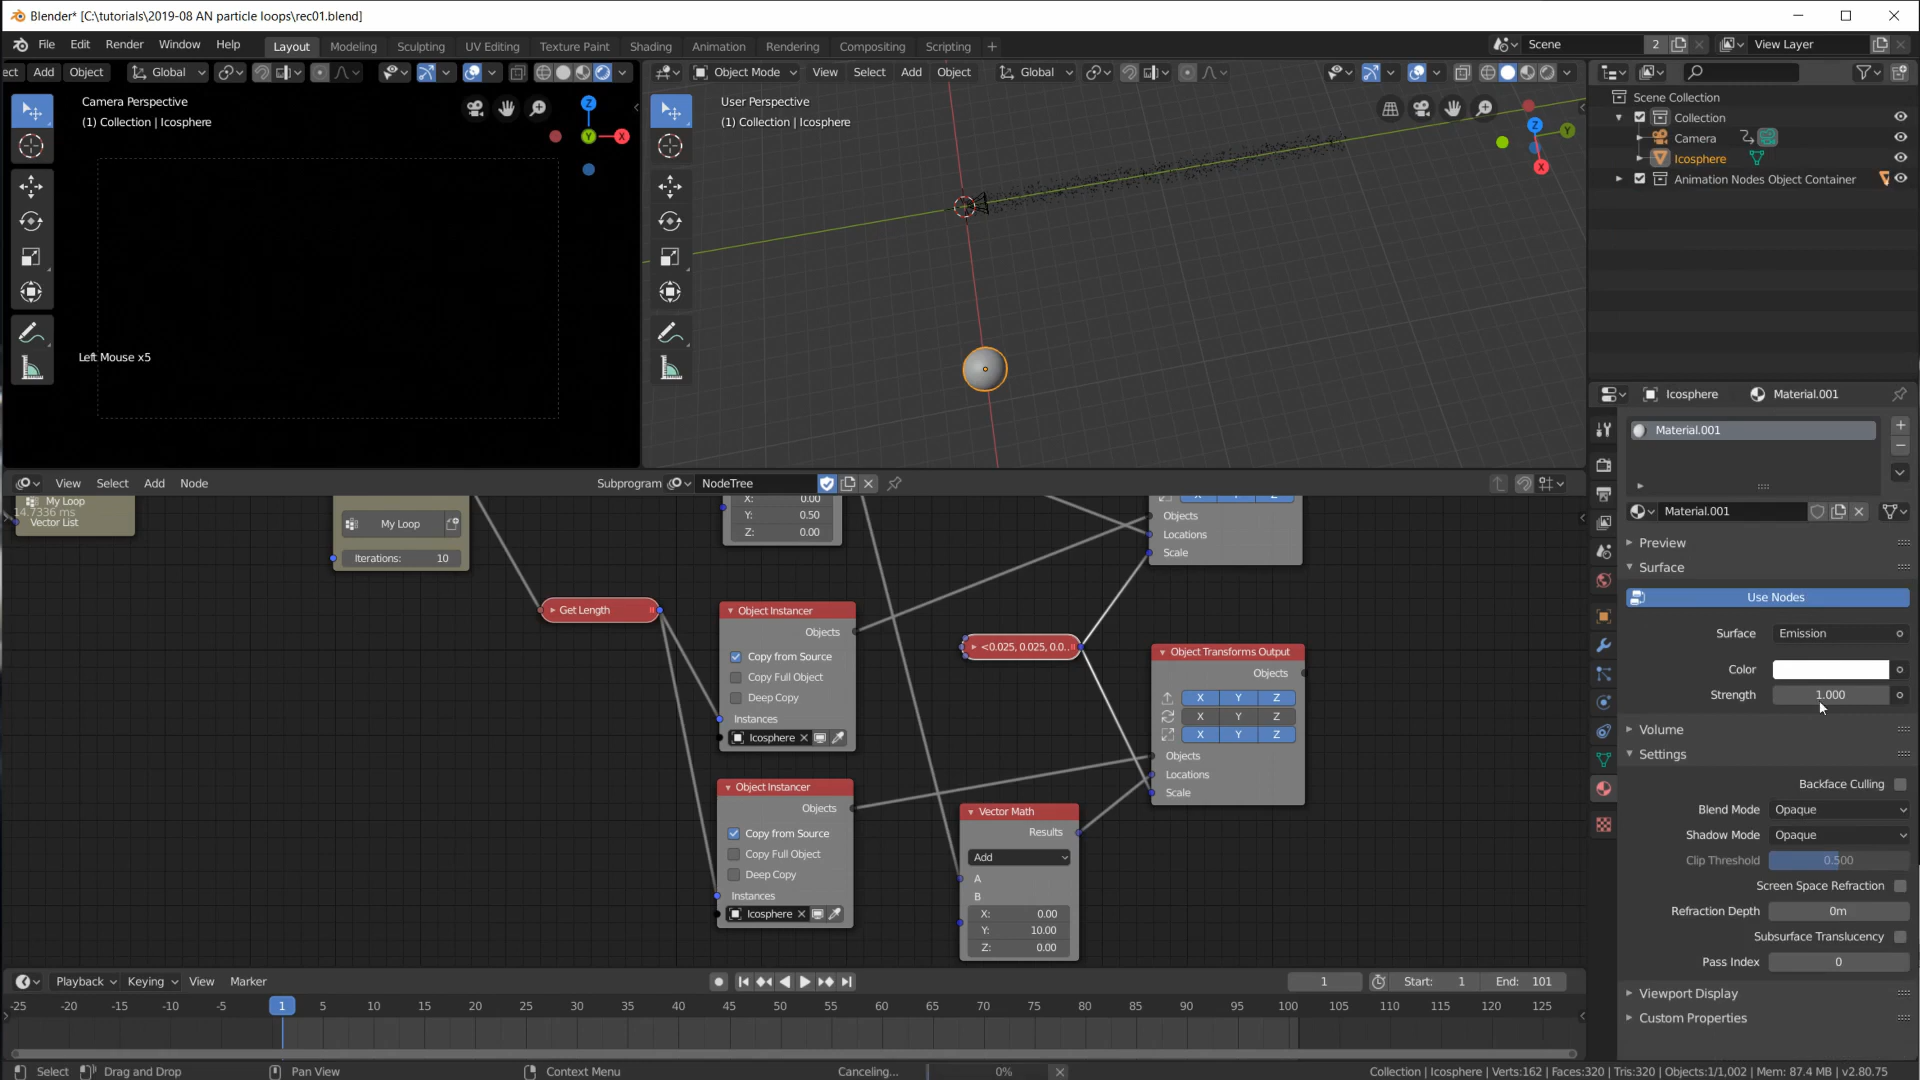 Blender* [C:\tutorials\2019-08 AN particle loops\rec01.blend]
File Edit Render Window Help Layout Modeling Sculpting UV Editing Texture Paint Shading Animation Rendering Compositing Scripting + Scene 2 View Layer
ect Add Object Global
Object Mode View Select Add Object Global
Camera Perspective
(1) Collection | Icosphere
Z
Y
X
Left Mouse x5
User Perspective
(1) Collection | Icosphere
Z
Y
X
Scene Collection
Collection
Camera
Icosphere
Animation Nodes Object Container
View Select Add Node Subprogram NodeTree
My Loop
14.7336 ms
Vector List
My Loop
Iterations: 10
Get Length
X: 0.00
Y: 0.50
Z: 0.00
Object Instancer
Objects
Copy from Source
Copy Full Object
Deep Copy
Instances
Icosphere
Object Instancer
Objects
Copy from Source
Copy Full Object
Deep Copy
Instances
Icosphere
<0.025, 0.025, 0.0..
Vector Math
Results
Add
A
B
X: 0.00
Y: 10.00
Z: 0.00
X Y Z
Objects
Locations
Scale
Object Transforms Output
Objects
X Y Z
X Y Z
X Y Z
Objects
Locations
Scale
Icosphere Material.001
Material.001
Material.001
Preview
Surface
Use Nodes
Surface Emission
Color
Strength 1.000
Volume
Settings
Backface Culling
Blend Mode Opaque
Shadow Mode Opaque
Clip Threshold 0.500
Screen Space Refraction
Refraction Depth 0m
Subsurface Translucency
Pass Index 0
Viewport Display
Custom Properties
Playback Keying View Marker 1 Start: 1 End: 101
-25 -20 -15 -10 -5 1 5 10 15 20 25 30 35 40 45 50 55 60 65 70 75 80 85 90 95 100 105 110 115 120 125
Select Drag and Drop Pan View Context Menu Canceling... 0% Collection | Icosphere | Verts:162 | Faces:320 | Tris:320 | Objects:1/1,002 | Mem: 87.4 MB | v2.80.75